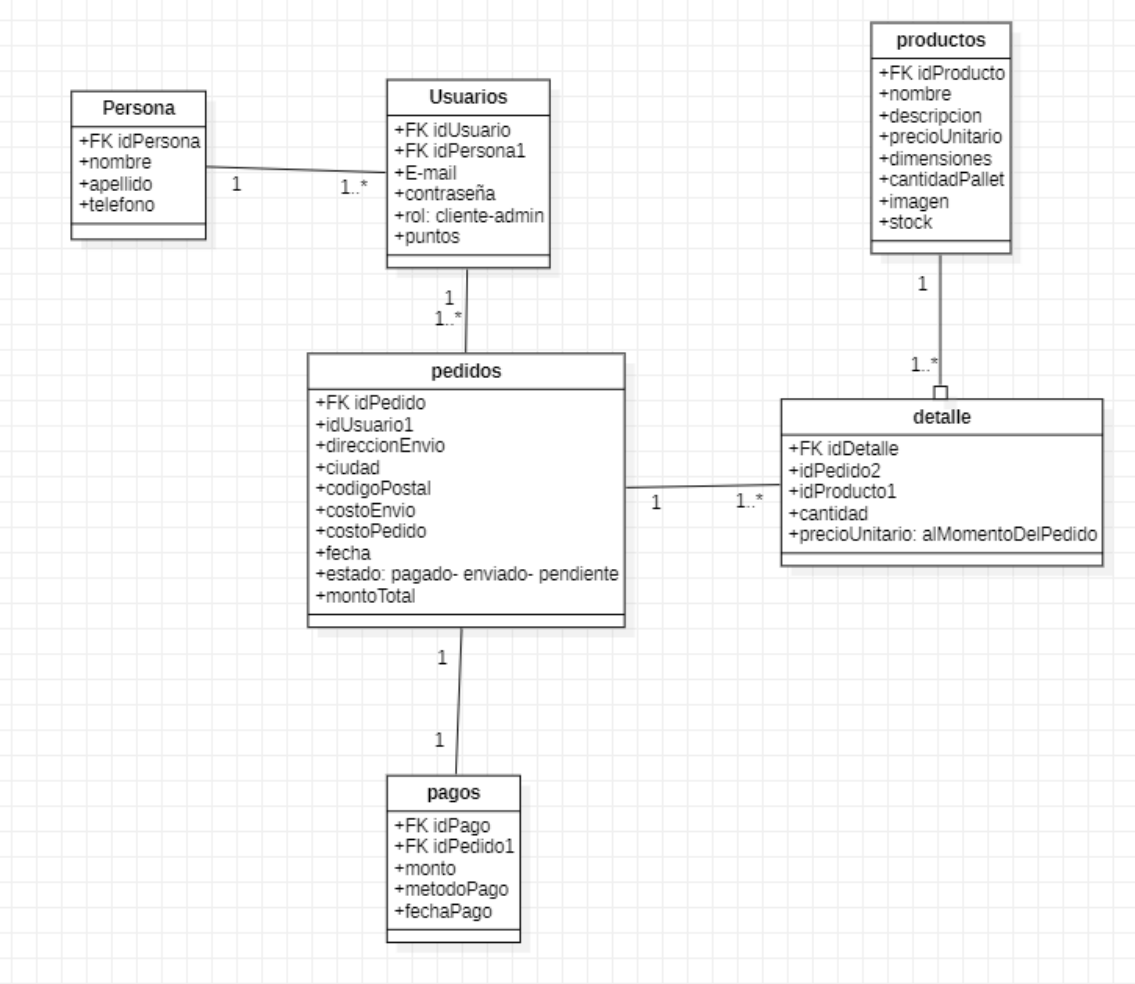 Persona
+FK idPersona
+nombre
+apellido
+telefono
1
1..*
Usuarios
+FK idUsuario
+FK idPersona1
+E-mail
+contraseña
+rol: cliente-admin
+puntos
1
1..*
productos
+FK idProducto
+nombre
+descripcion
+precioUnitario
+dimensiones
+cantidadPallet
+imagen
+stock
1
1..*
pedidos
+FK idPedido
+idUsuario1
+direccionEnvio
+ciudad
+codigoPostal
+costoEnvio
+costoPedido
+fecha
+estado: pagado- enviado- pendiente
+montoTotal
1
1..*
detalle
+FK idDetalle
+idPedido2
+idProducto1
+cantidad
+precioUnitario: alMomentoDelPedido
1
1
pagos
+FK idPago
+FK idPedido1
+monto
+metodoPago
+fechaPago